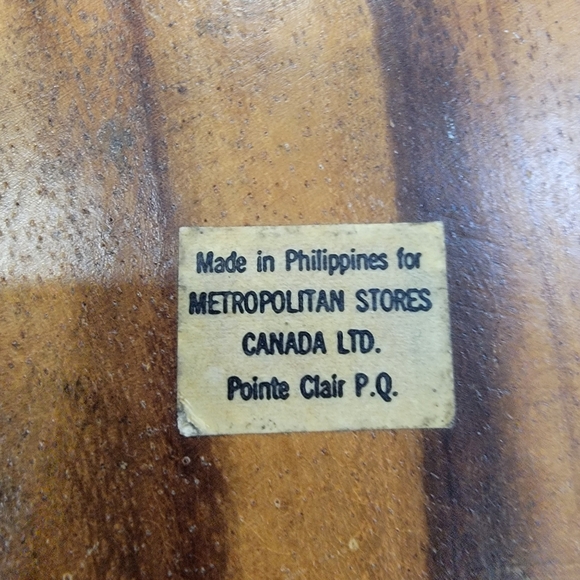 Made in Philippines for
METROPOLITAN STORES
CANADA LTD.
Pointe Clair P.Q.